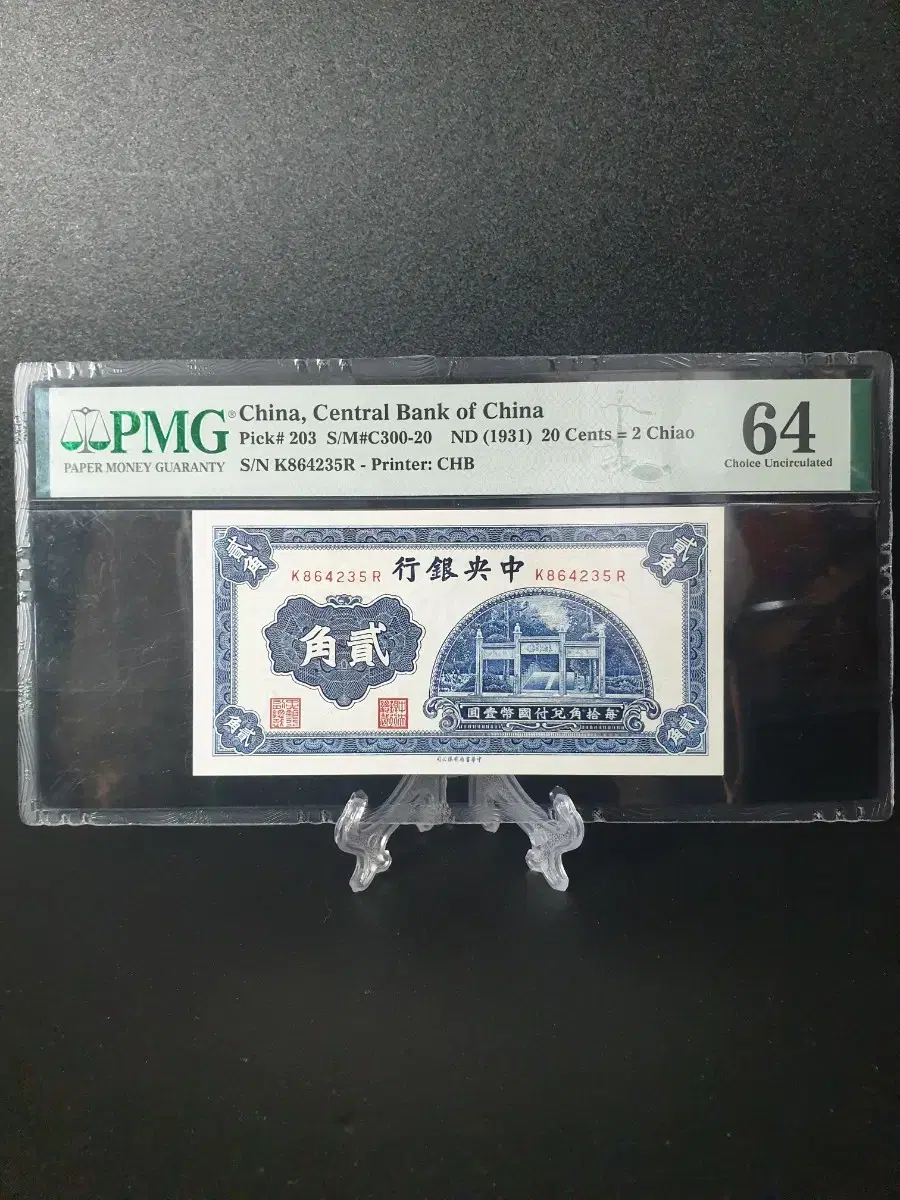 PMG®
PAPER MONEY GUARANTY
China, Central Bank of China
Pick# 203 S/M#C300-20 ND (1931) 20 Cents = 2 Chiao
S/N K864235R - Printer: CHB
64
Choice Uncirculated
貳角
貳角
K864235R
中央銀行
K864235R
貳角
每拾角兌付國幣壹圓
貳角
貳角